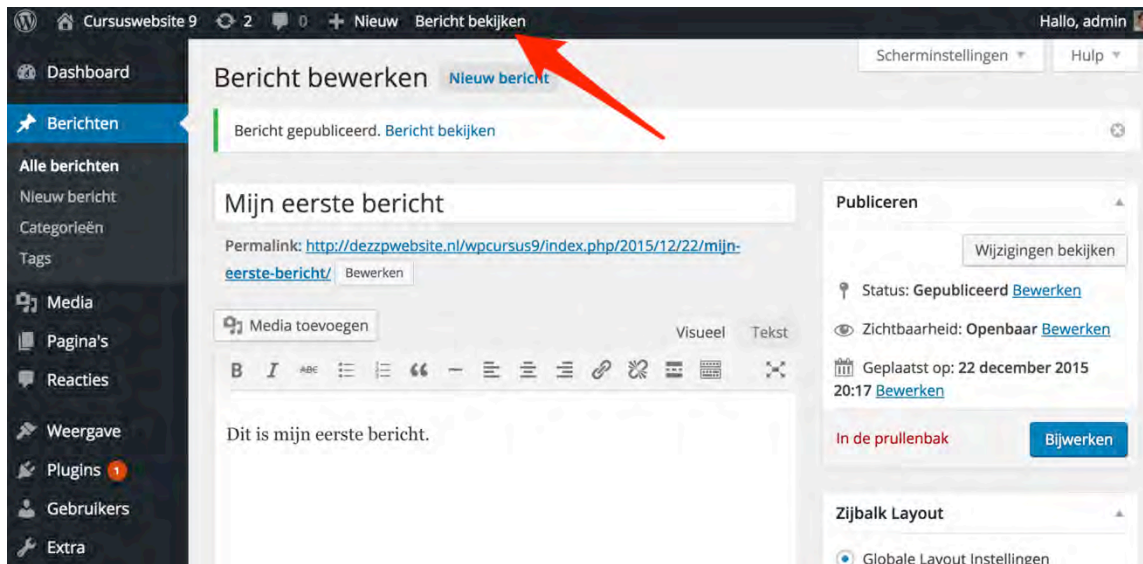 Cursuswebsite 9 2 0 Nieuw Bericht bekijken Hallo, admin
Scherminstellingen Hulp
Dashboard
Berichten
Alle berichten
Nieuw bericht
Categorieën
Tags
Media
Pagina's
Reacties
Weergave
Plugins 1
Gebruikers
Extra
Bericht bewerken Nieuw bericht
Bericht gepubliceerd. Bericht bekijken
Mijn eerste bericht
Permalink: http://dezzpwebsite.nl/wpcursus9/index.php/2015/12/22/mijn-
eerste-bericht/ Bewerken
Media toevoegen Visueel Tekst
B I ABC
Dit is mijn eerste bericht.
Publiceren
Wijzigingen bekijken
Status: Gepubliceerd Bewerken
Zichtbaarheid: Openbaar Bewerken
Geplaatst op: 22 december 2015
20:17 Bewerken
In de prullenbak Bijwerken
Zijbalk Layout
Globale Layout Instellingen